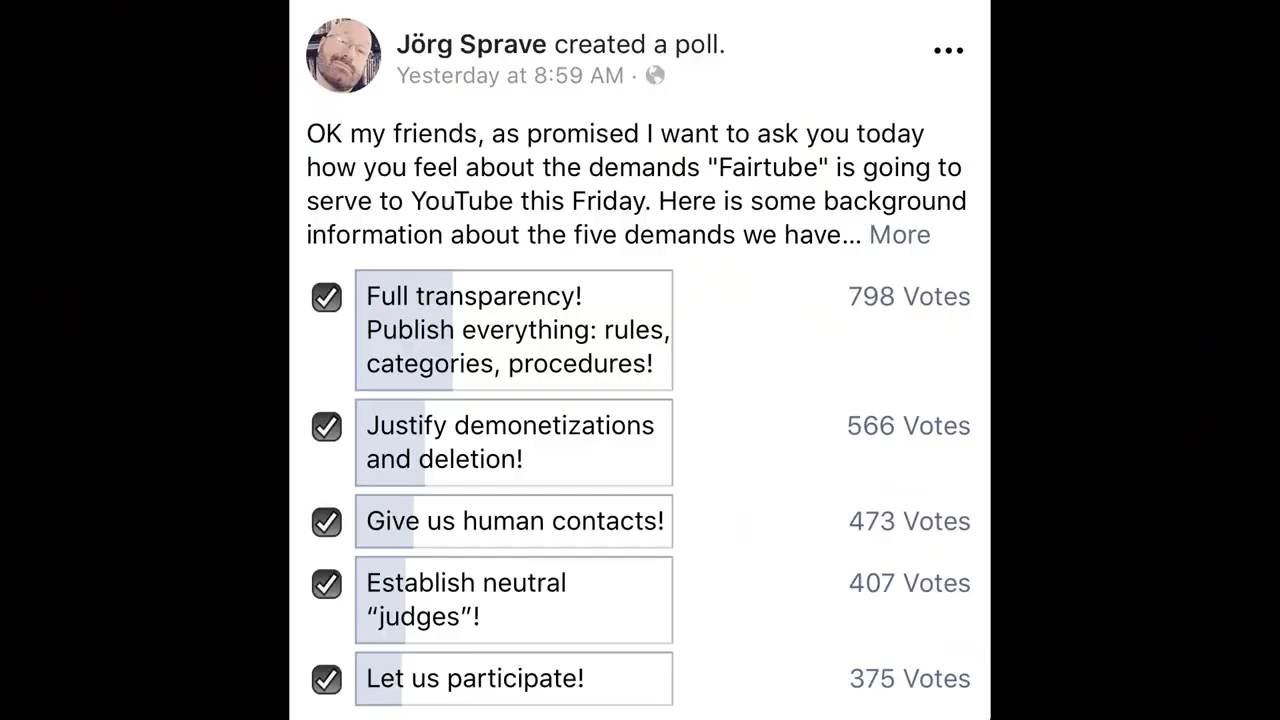 Jörg Sprave created a poll.
Yesterday at 8:59 AM ·
OK my friends, as promised I want to ask you today
how you feel about the demands "Fairtube" is going to
serve to YouTube this Friday. Here is some background
information about the five demands we have... More
Full transparency! 798 Votes
Publish everything: rules,
categories, procedures!
Justify demonetizations 566 Votes
and deletion!
Give us human contacts! 473 Votes
Establish neutral 407 Votes
“judges”!
Let us participate! 375 Votes